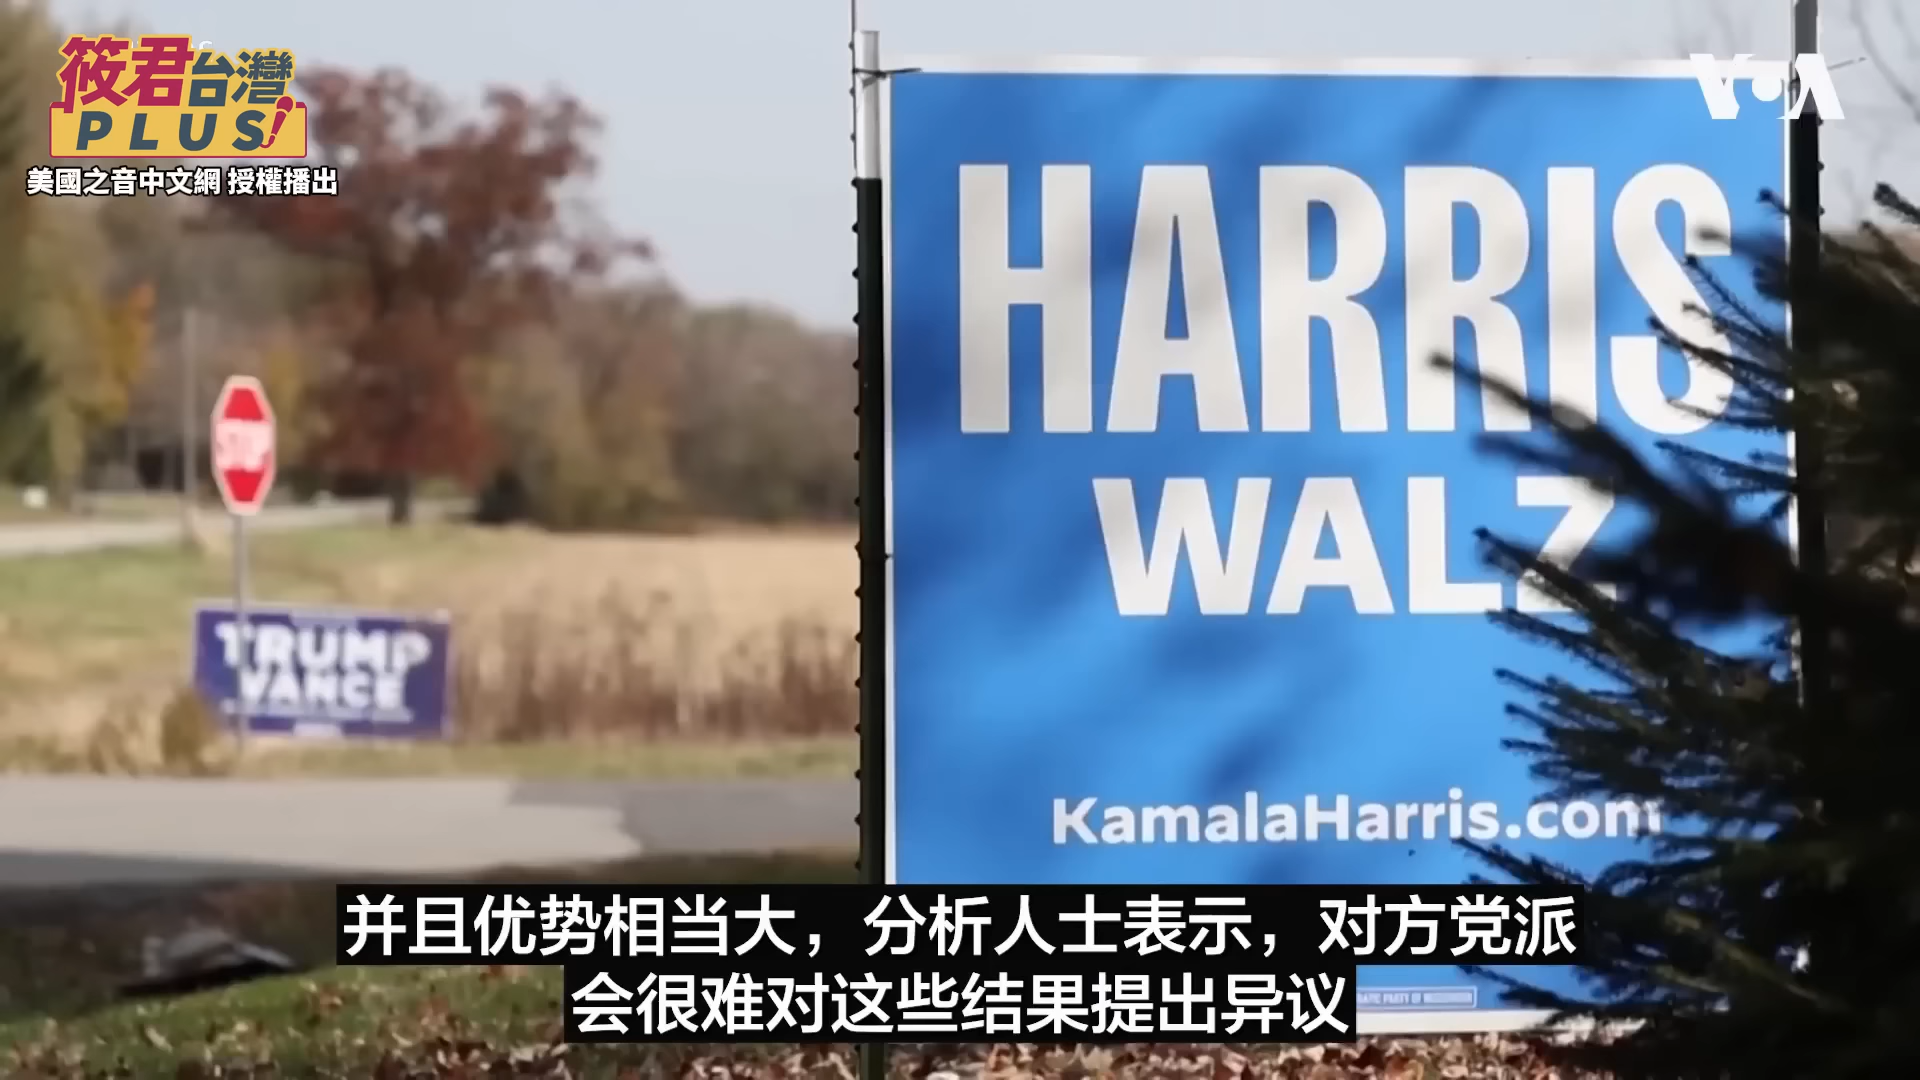 筱君台灣
PLUS!
美國之音中文網 授權播出
VOA
HARRIS
WALZ
KamalaHarris.com
STOP
TRUMP
VANCE
并且优势相当大，分析人士表示，对方党派
会很难对这些结果提出异议